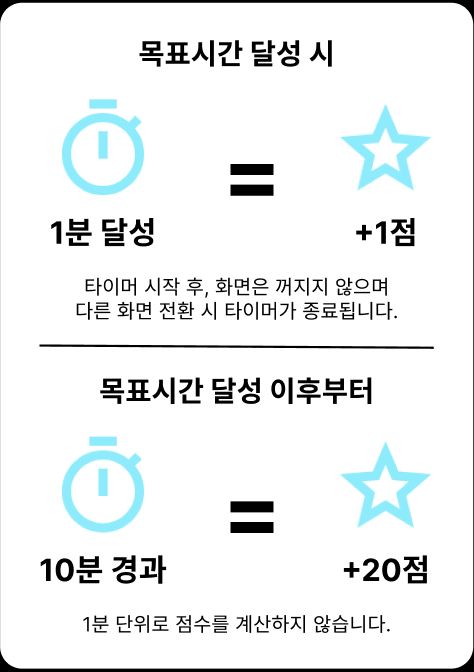 목표시간 달성 시
=
1분 달성
+1점
타이머 시작 후, 화면은 꺼지지 않으며
다른 화면 전환 시 타이머가 종료됩니다.
목표시간 달성 이후부터
=
10분 경과
+20점
1분 단위로 점수를 계산하지 않습니다.